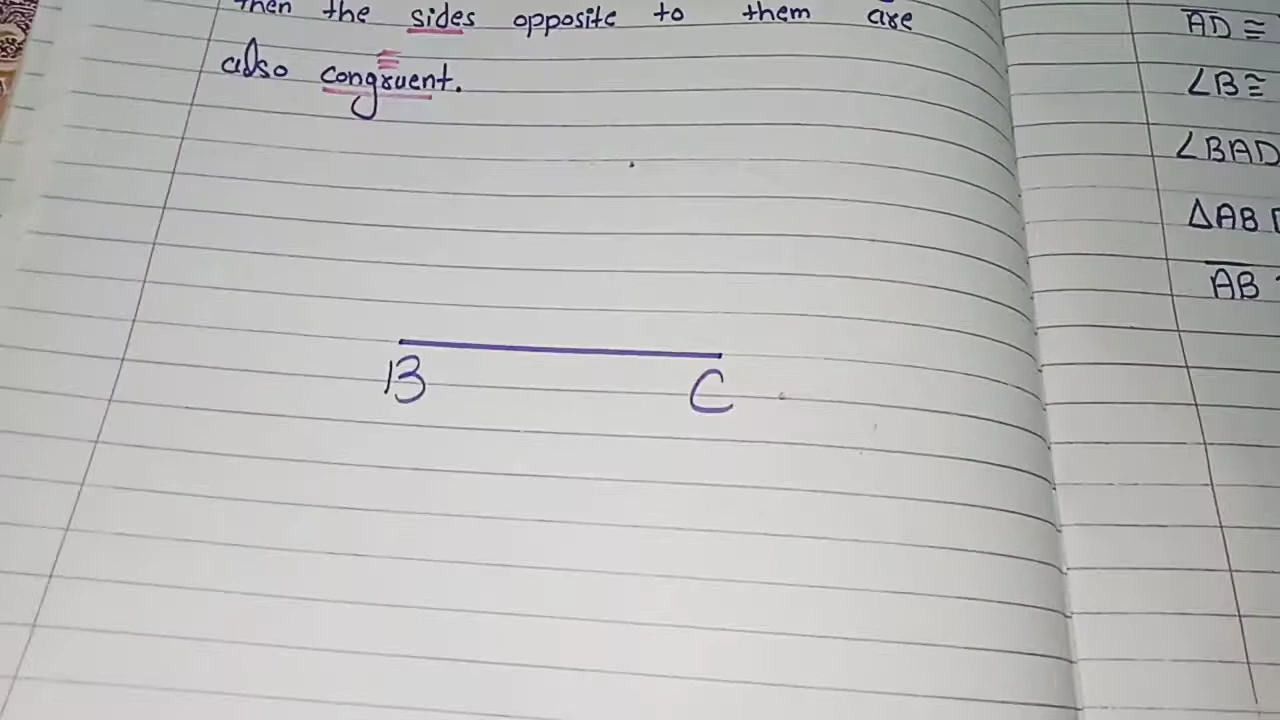 then the sides opposite to them are
also congruent.
B
C
AD ≅
∠B≅
∠BAD
ΔAB
AB